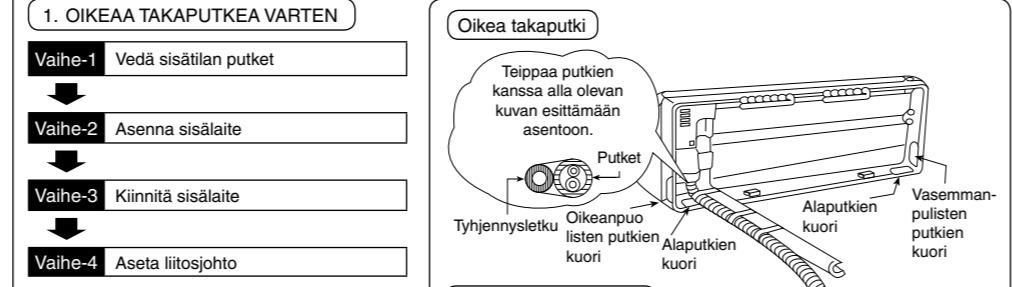 1. OIKEAA TAKAPUTKEA VARTEN
Vaihe-1 Vedä sisätilan putket
Vaihe-2 Asenna sisälaite
Vaihe-3 Kiinnitä sisälaite
Vaihe-4 Aseta liitosjohto
Oikea takaputki
Teippaa putkien
kanssa alla olevan
kuvan esittämään
asentoon.
Putket
Tyhjennysletku
Oikeanpuo
listen putkien
kuori
Alaputkien
kuori
Alaputkien
kuori
Vasemman-
pulisten
putkien
kuori